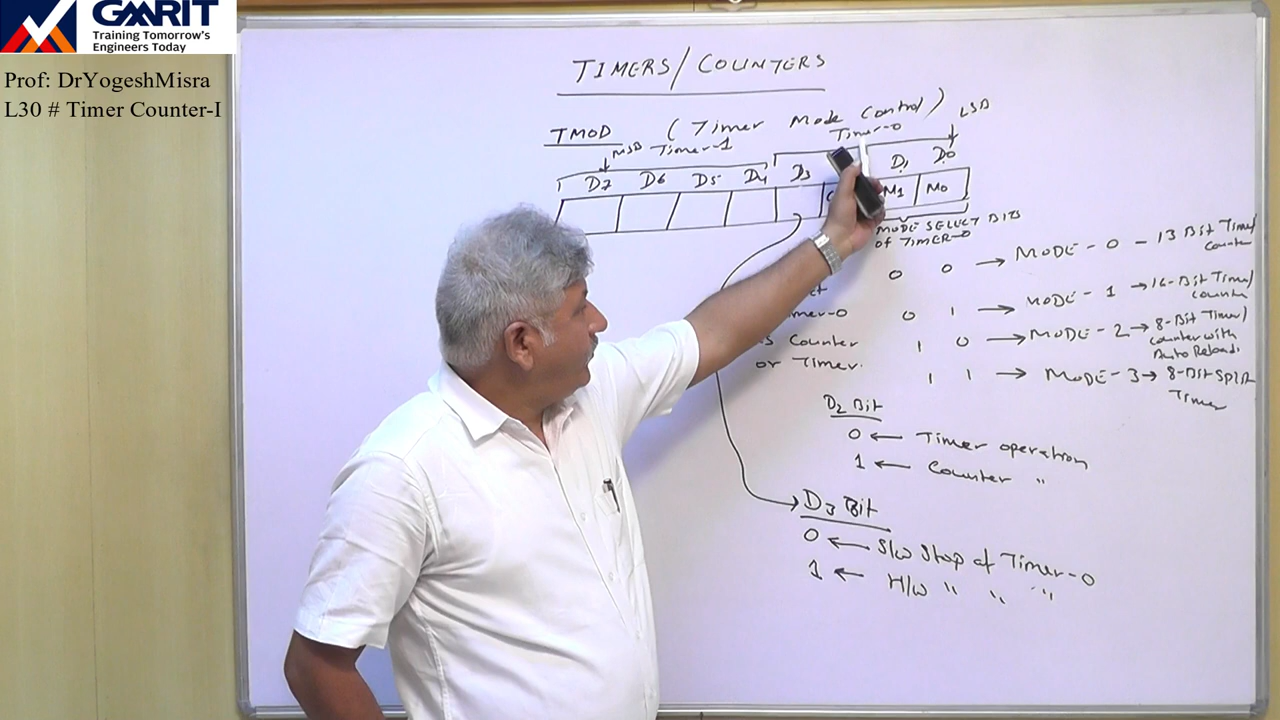 GMRIT
Training Tomorrow's
Engineers Today
Prof: DrYogeshMisra
L30 # Timer Counter-I
TIMERS/COUNTERS
TMOD (Timer Mode Control)
MSB Timer-1 Timer-0 LSB
D7 D6 D5 D4 D3 D1 D0
C M1 M0
MODE SELECT BITS
of TIMER-0
0 0 → MODE-0 - 13 Bit Timer/
counter
0 1 → MODE-1 → 16-Bit Timer/
counter
1 0 → MODE-2 → 8-Bit Timer/
counter with
Auto Reload.
1 1 → MODE-3 → 8-Bit Split
Timer
Counter
or Timer.
D2 Bit
0 ← Timer operation
1 ← Counter "
D3 Bit
0 ← S/w Stop of Timer-0
1 ← H/w " " "